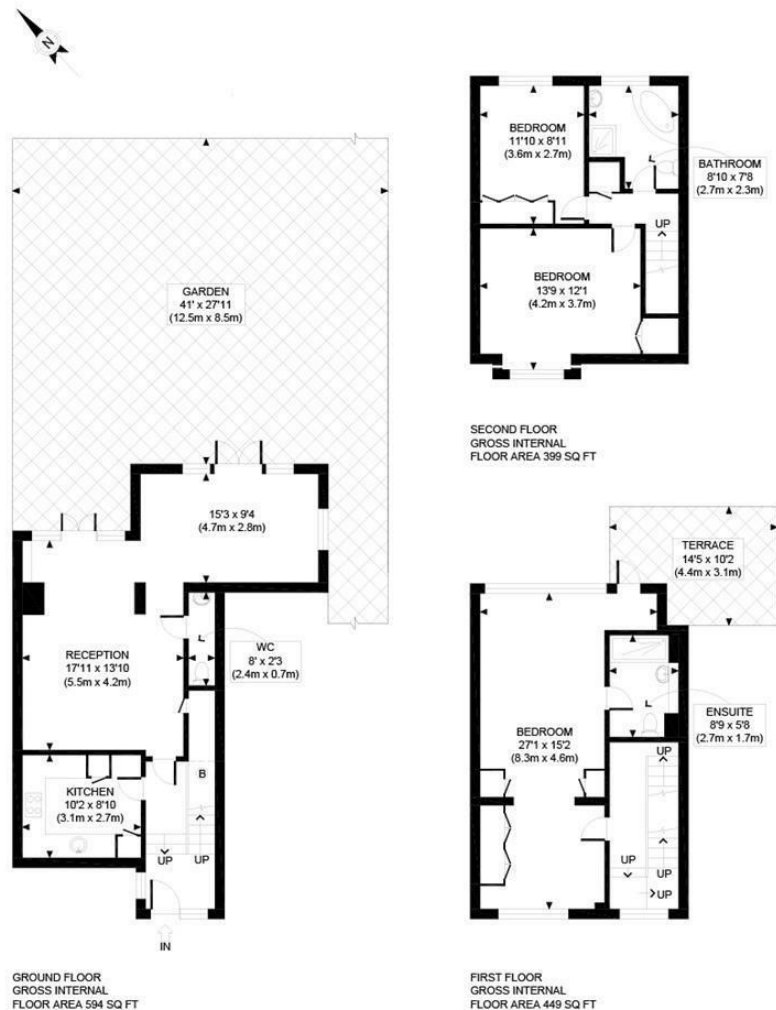 N
GARDEN
41' x 27'11
(12.5m x 8.5m)
15'3 x 9'4
(4.7m x 2.8m)
RECEPTION
17'11 x 13'10
(5.5m x 4.2m)
WC
8' x 2'3
(2.4m x 0.7m)
KITCHEN
10'2 x 8'10
(3.1m x 2.7m)
B
UP
UP
IN
GROUND FLOOR
GROSS INTERNAL
FLOOR AREA 594 SQ FT
BEDROOM
11'10 x 8'11
(3.6m x 2.7m)
BATHROOM
8'10 x 7'8
(2.7m x 2.3m)
UP
BEDROOM
13'9 x 12'1
(4.2m x 3.7m)
SECOND FLOOR
GROSS INTERNAL
FLOOR AREA 399 SQ FT
TERRACE
14'5 x 10'2
(4.4m x 3.1m)
ENSUITE
8'9 x 5'8
(2.7m x 1.7m)
BEDROOM
27'1 x 15'2
(8.3m x 4.6m)
UP
UP
UP
UP
FIRST FLOOR
GROSS INTERNAL
FLOOR AREA 449 SQ FT